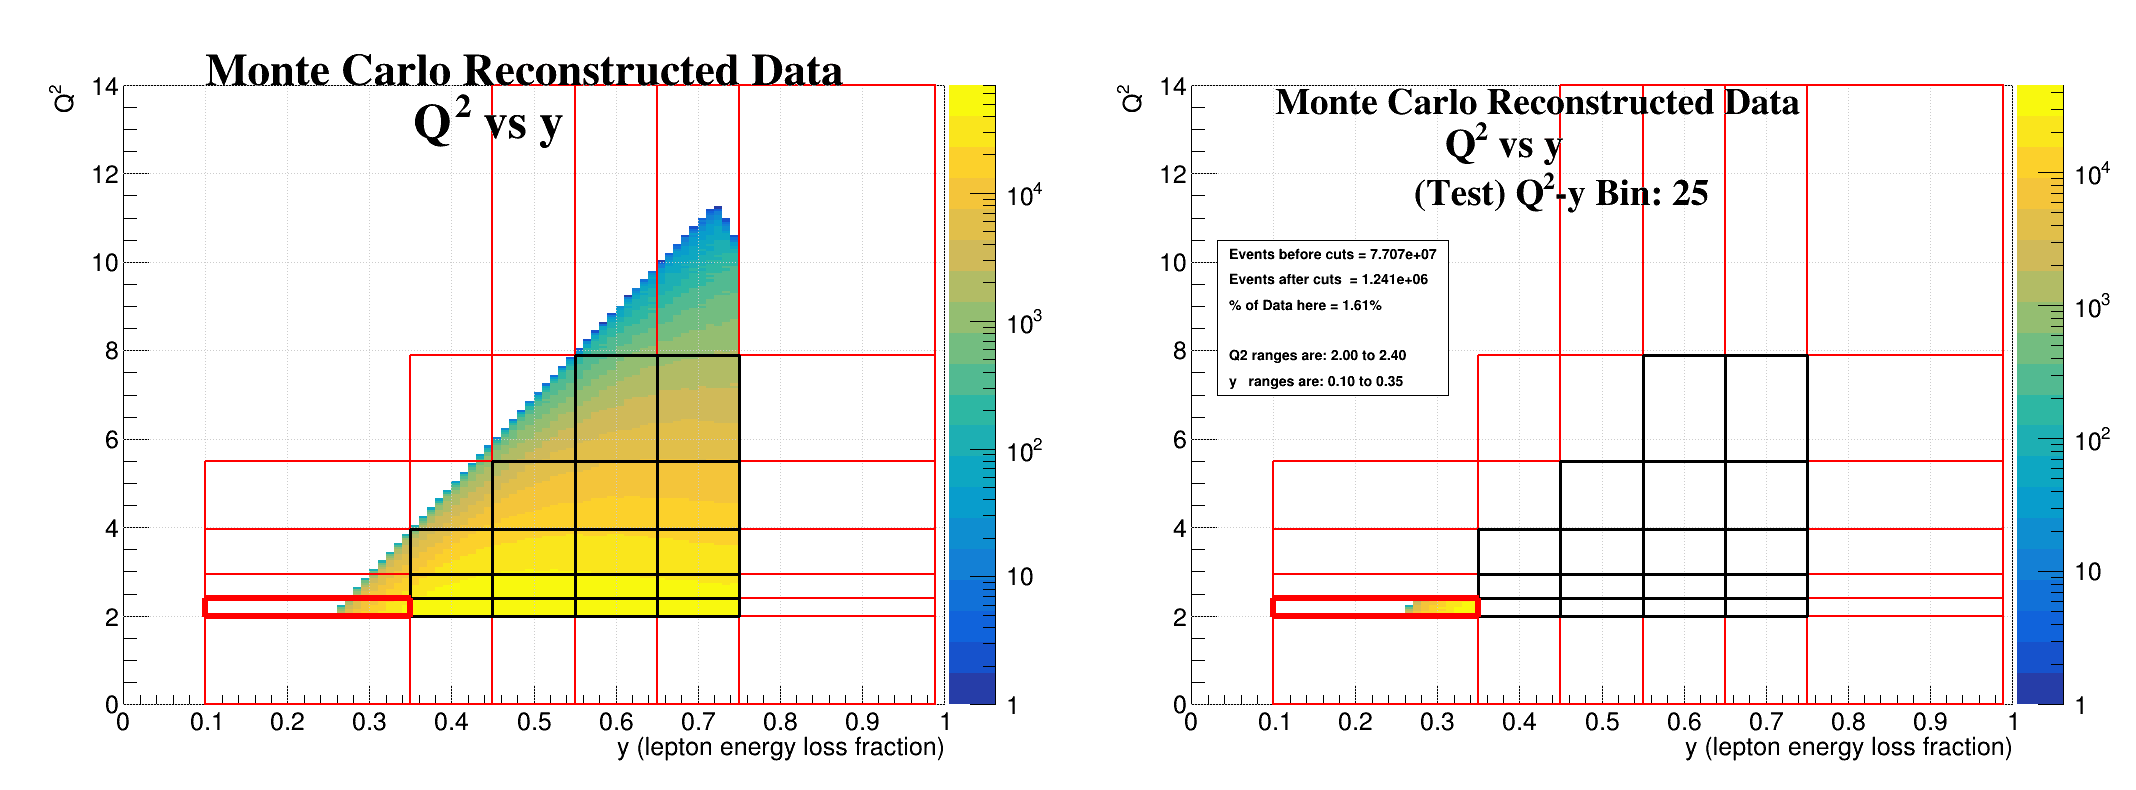 Monte Carlo Reconstructed Data
Q² vs y
Q²
14
12
10
8
6
4
2
0
0 0.1 0.2 0.3 0.4 0.5 0.6 0.7 0.8 0.9 1
y (lepton energy loss fraction)
10⁴
10³
10²
10
1
Monte Carlo Reconstructed Data
Q² vs y
(Test) Q²-y Bin: 25
Events before cuts = 7.707e+07
Events after cuts = 1.241e+06
% of Data here = 1.61%
Q2 ranges are: 2.00 to 2.40
y ranges are: 0.10 to 0.35
Q²
14
12
10
8
6
4
2
0
0 0.1 0.2 0.3 0.4 0.5 0.6 0.7 0.8 0.9 1
y (lepton energy loss fraction)
10⁴
10³
10²
10
1